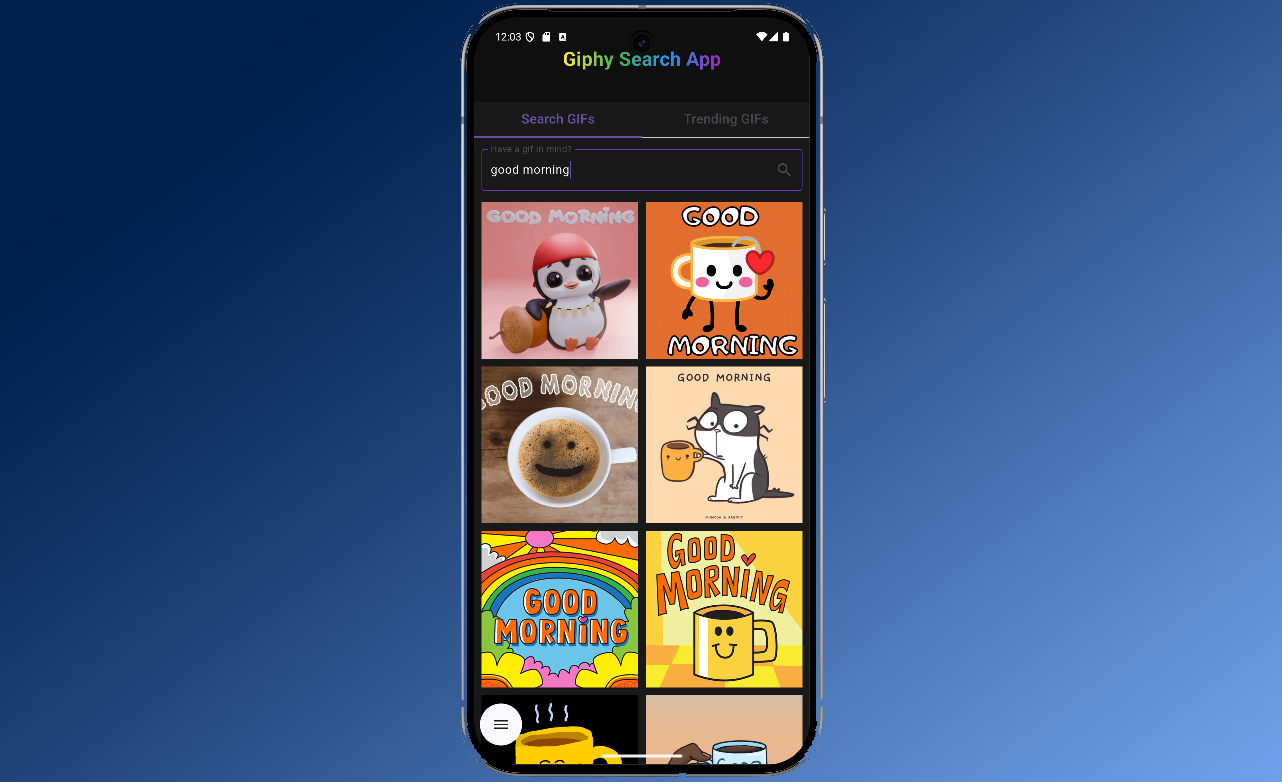 12:03
Giphy Search App
Search GIFs
Trending GIFs
Have a gif in mind?
good morning
GOOD MORNING
GOOD
MORNING
GOOD MORNING
GOOD MORNING
GOOD
MORNING
GOOD
MORNING